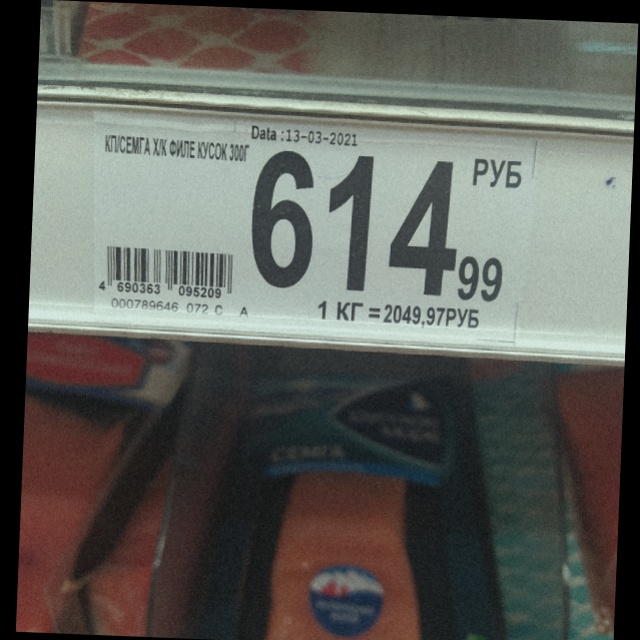 Data :13-03-2021
КП/СЕМГА Х/К ФИЛЕ КУСОК 300Г
614 99 РУБ
4 690363 095209
000789646 072 С А
1 КГ = 2049,97РУБ
СЕМГА